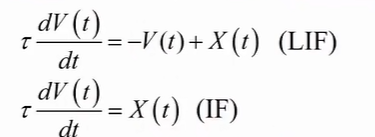 τ dV(t)/dt = −V(t) + X(t) (LIF)
τ dV(t)/dt = X(t) (IF)